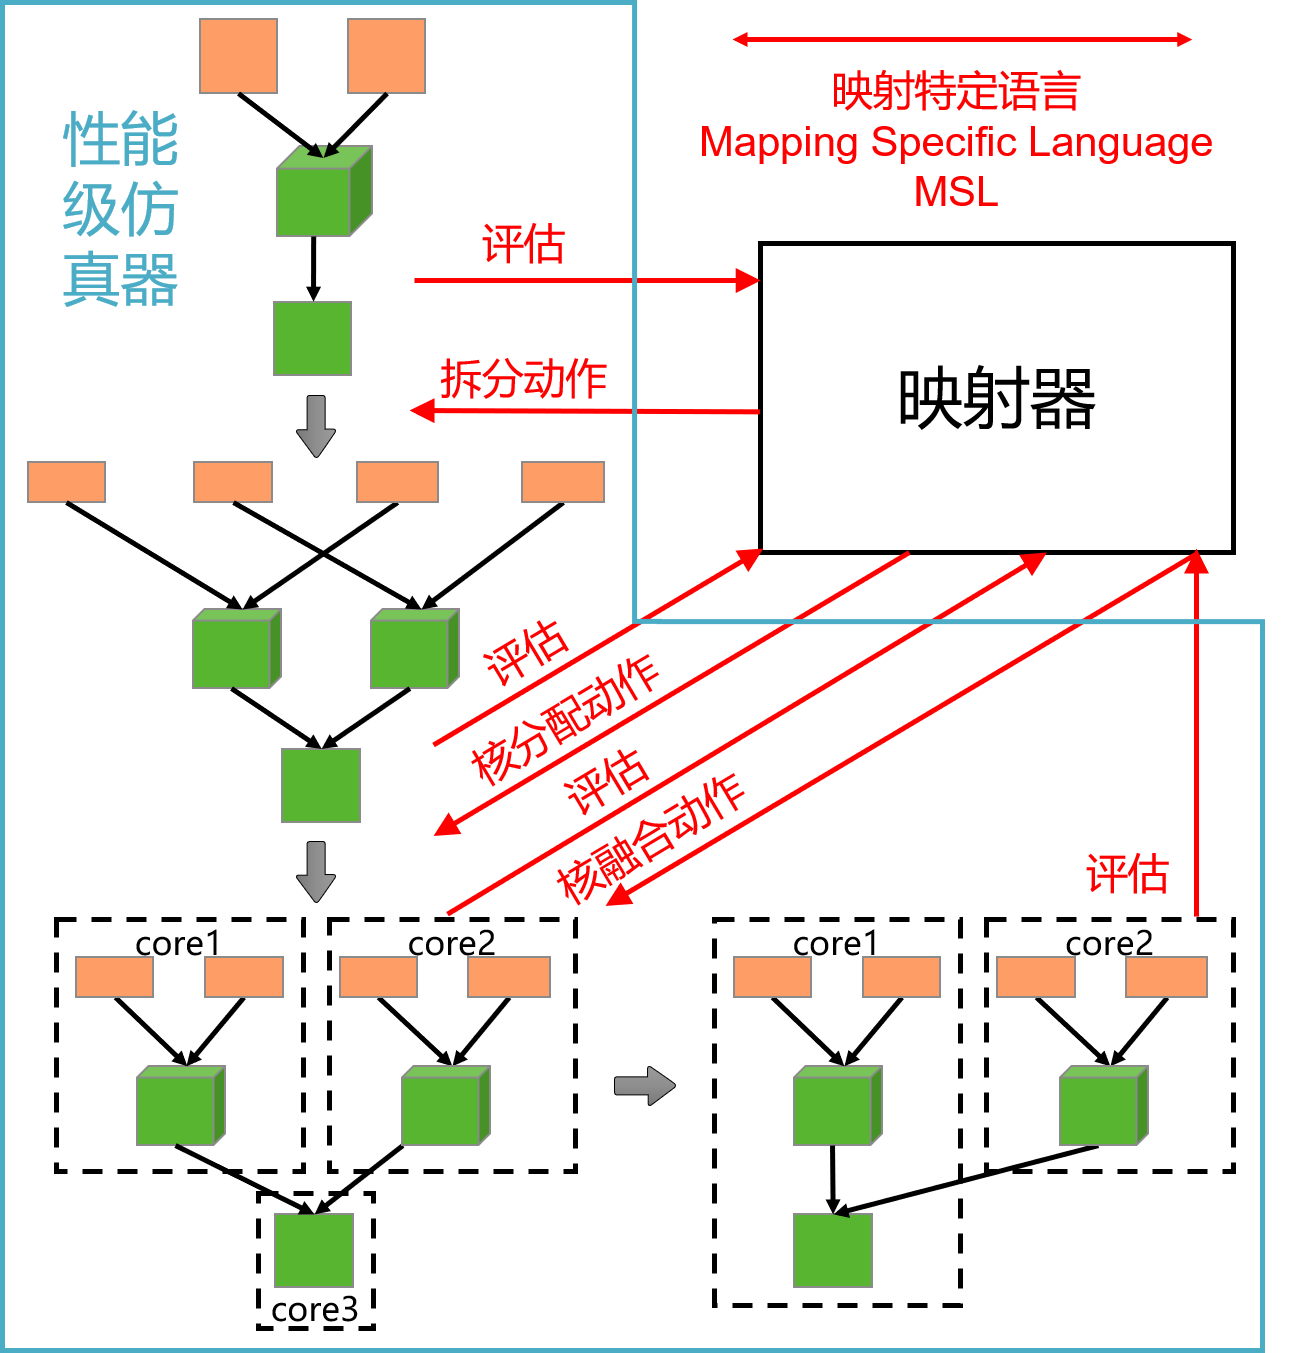 性能
级仿
真器
映射特定语言
Mapping Specific Language
MSL
评估
拆分动作
映射器
评估
核分配动作
评估
核融合动作
评估
core1
core2
core1
core2
core3